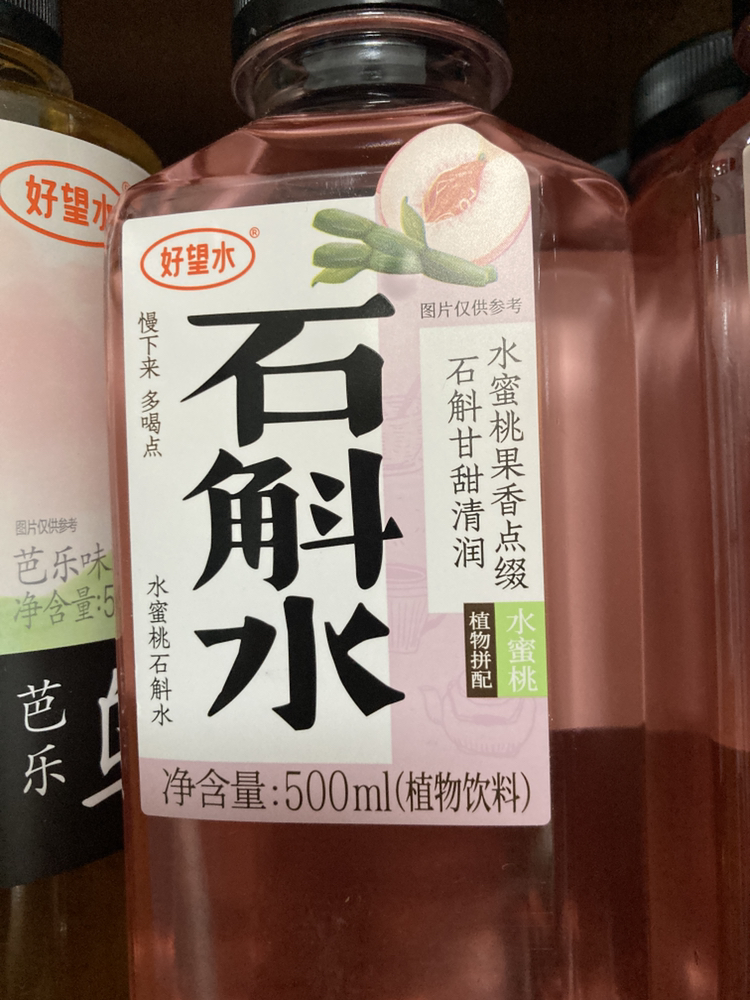 好望水®
图片仅供参考
慢下来 多喝点
石斛水
水蜜桃果香点缀
石斛甘甜清润
水蜜桃
植物拼配
水蜜桃石斛水
净含量:500ml(植物饮料)
好望水
图片仅供参考
芭乐味
净含量:5
芭乐